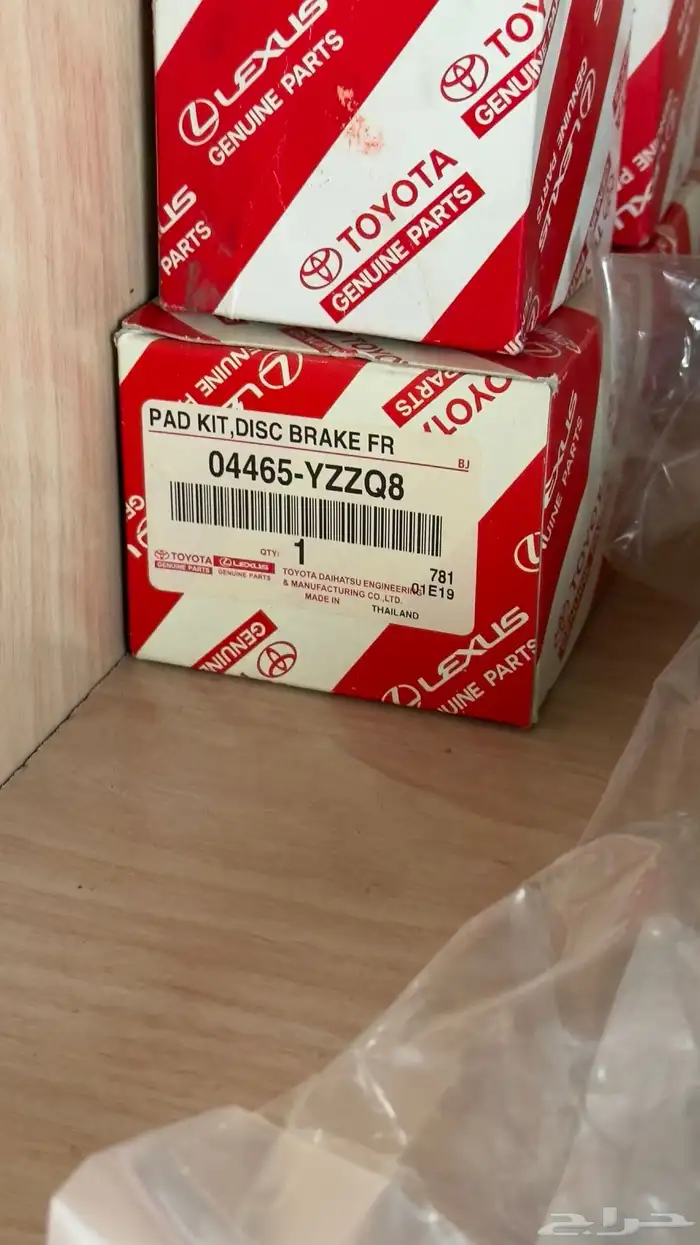 LEXUS
GENUINE PARTS
TOYOTA
GENUINE PARTS
TOYOTA
GENUINE PARTS
PARTS
LEXUS
PAD KIT,DISC BRAKE FR
BJ
04465-YZZQ8
QTY: 1
TOYOTA
GENUINE PARTS
LEXUS
GENUINE PARTS
TOYOTA DAIHATSU ENGINEERING
& MANUFACTURING CO.,LTD.
MADE IN
THAILAND
781
01E19
GENUINE
LEXUS
GENUINE PARTS
حراج